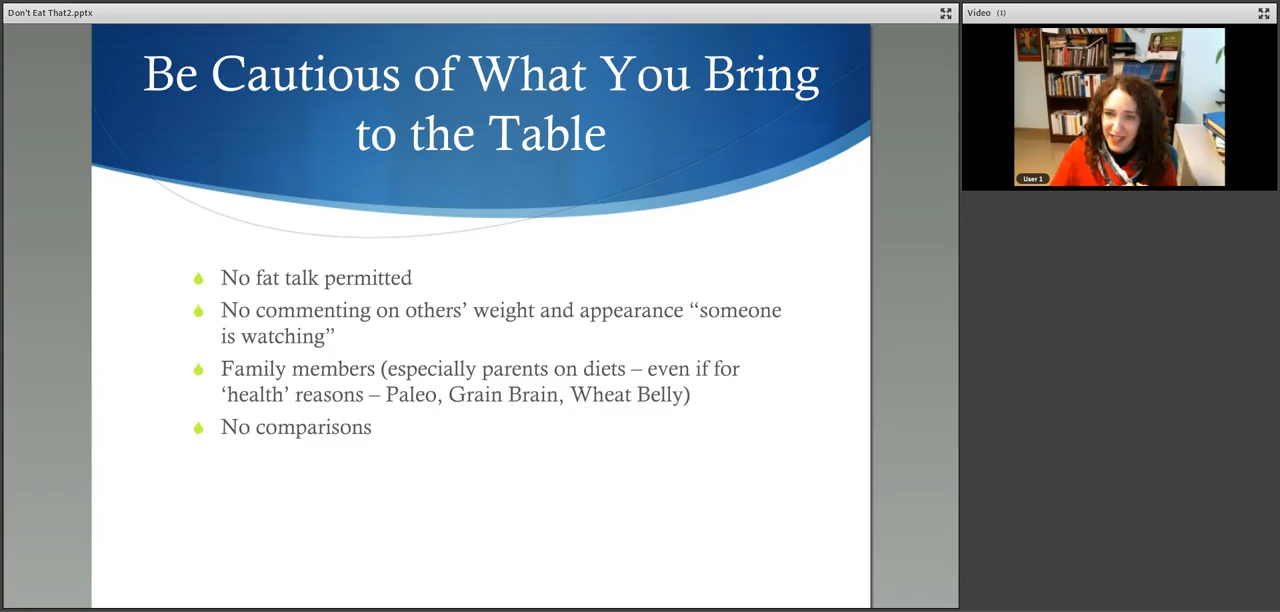 Don't Eat That2.pptx
Video (1)
Be Cautious of What You Bring
to the Table
No fat talk permitted
No commenting on others’ weight and appearance “someone
is watching”
Family members (especially parents on diets – even if for
‘health’ reasons – Paleo, Grain Brain, Wheat Belly)
No comparisons
User 1